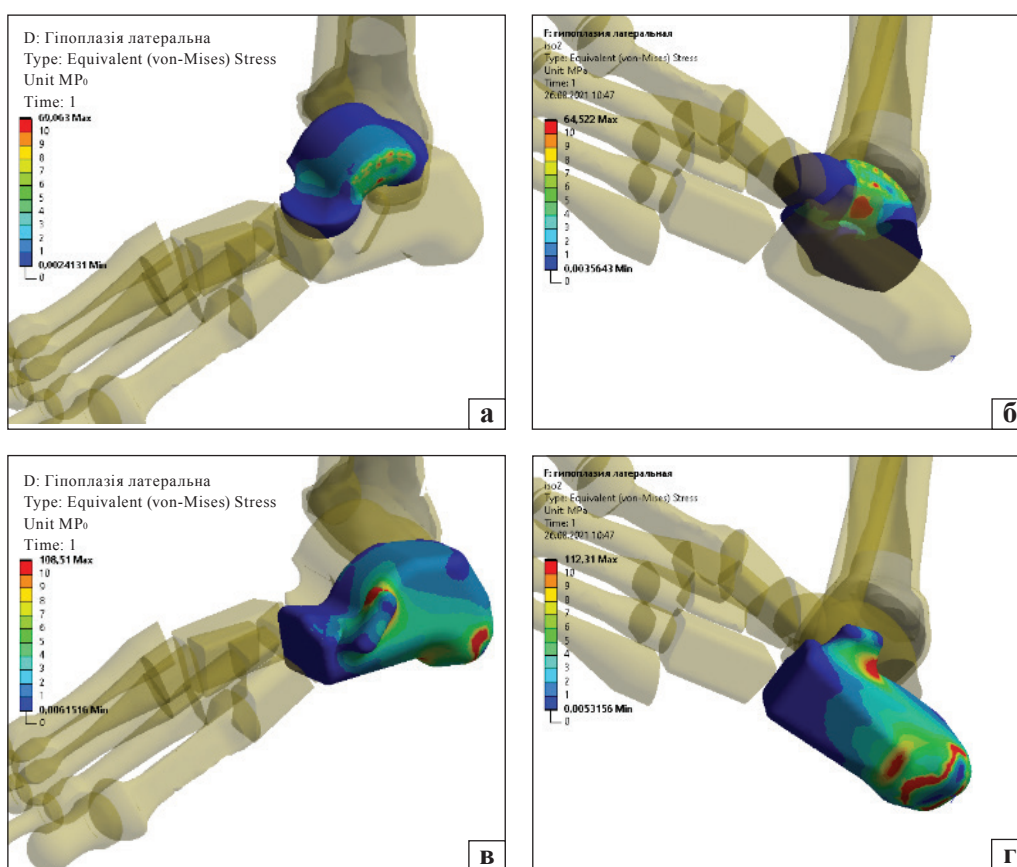 D: Гіпоплазія латеральна
Type: Equivalent (von-Mises) Stress
Unit MP0
Time: 1
69,063 Max
10
9
8
7
6
5
4
3
2
1
0,0024131 Min
0
а
F: гипоплазия латеральная
iso2
Type: Equivalent (von-Mises) Stress
Unit: MPa
Time: 1
26.08.2021 10:47
64,522 Max
10
9
8
7
6
5
4
3
2
1
0,0035643 Min
0
б
D: Гіпоплазія латеральна
Type: Equivalent (von-Mises) Stress
Unit MP0
Time: 1
108,51 Max
10
9
8
7
6
5
4
3
2
1
0,0061516 Min
0
в
F: гипоплазия латеральная
iso2
Type: Equivalent (von-Mises) Stress
Unit: MPa
Time: 1
26.08.2021 10:47
112,31 Max
10
9
8
7
6
5
4
3
2
1
0,0053156 Min
0
г